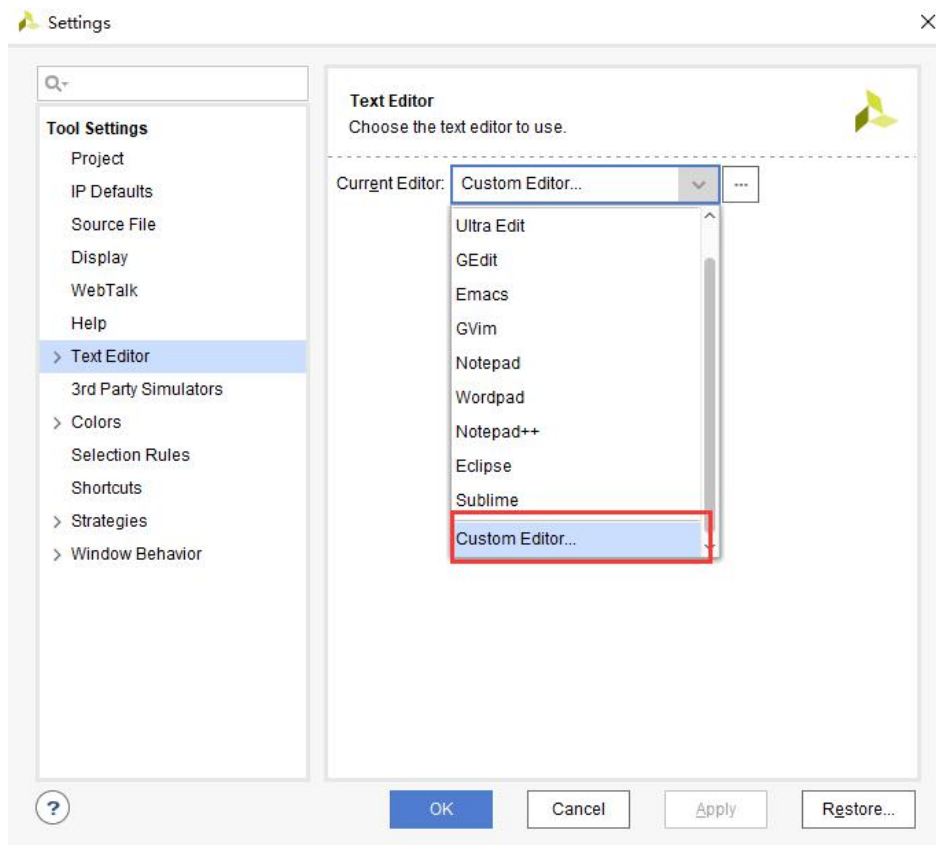 Settings
Tool Settings
Project
IP Defaults
Source File
Display
WebTalk
Help
Text Editor
3rd Party Simulators
Colors
Selection Rules
Shortcuts
Strategies
Window Behavior
Text Editor
Choose the text editor to use.
Current Editor: Custom Editor... ...
Ultra Edit
GEdit
Emacs
GVim
Notepad
Wordpad
Notepad++
Eclipse
Sublime
Custom Editor...
? OK Cancel Apply Restore...